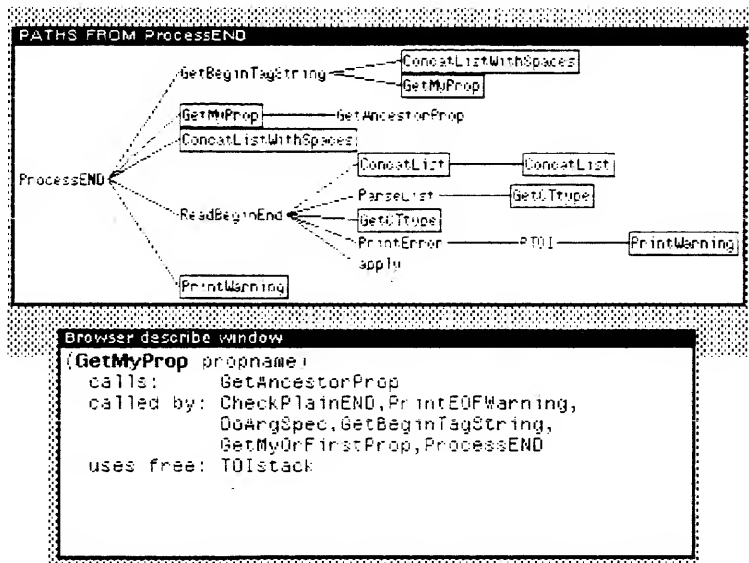 PATHS FROM ProcessEND
ConcatListWithSpaces
GetBeginTagString
GetMyProp
GetMyProp GetAncestorProp
ConcatListWithSpaces
ConcatList ConcatList
ProcessEND
ParseList GetCTtype
ReadBeginEnd
GetCTtype
PrintError PTOI PrintWarning
apply
PrintWarning
Browser describe window
(GetMyProp propname)
calls: GetAncestorProp
called by: CheckPlainEND,PrintEOFWarning,
DoArgSpec,GetBeginTagString,
GetMyOrFirstProp,ProcessEND
uses free: TOIstack